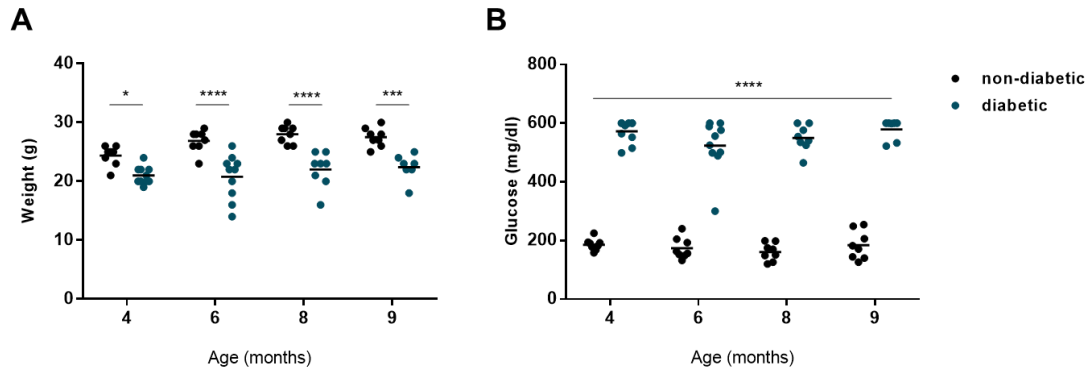 A
Weight (g)
40
30
20
10
0
* **** **** ***
4 6 8 9
Age (months)
B
Glucose (mg/dl)
800
600
400
200
0
****
4 6 8 9
Age (months)
non-diabetic
diabetic